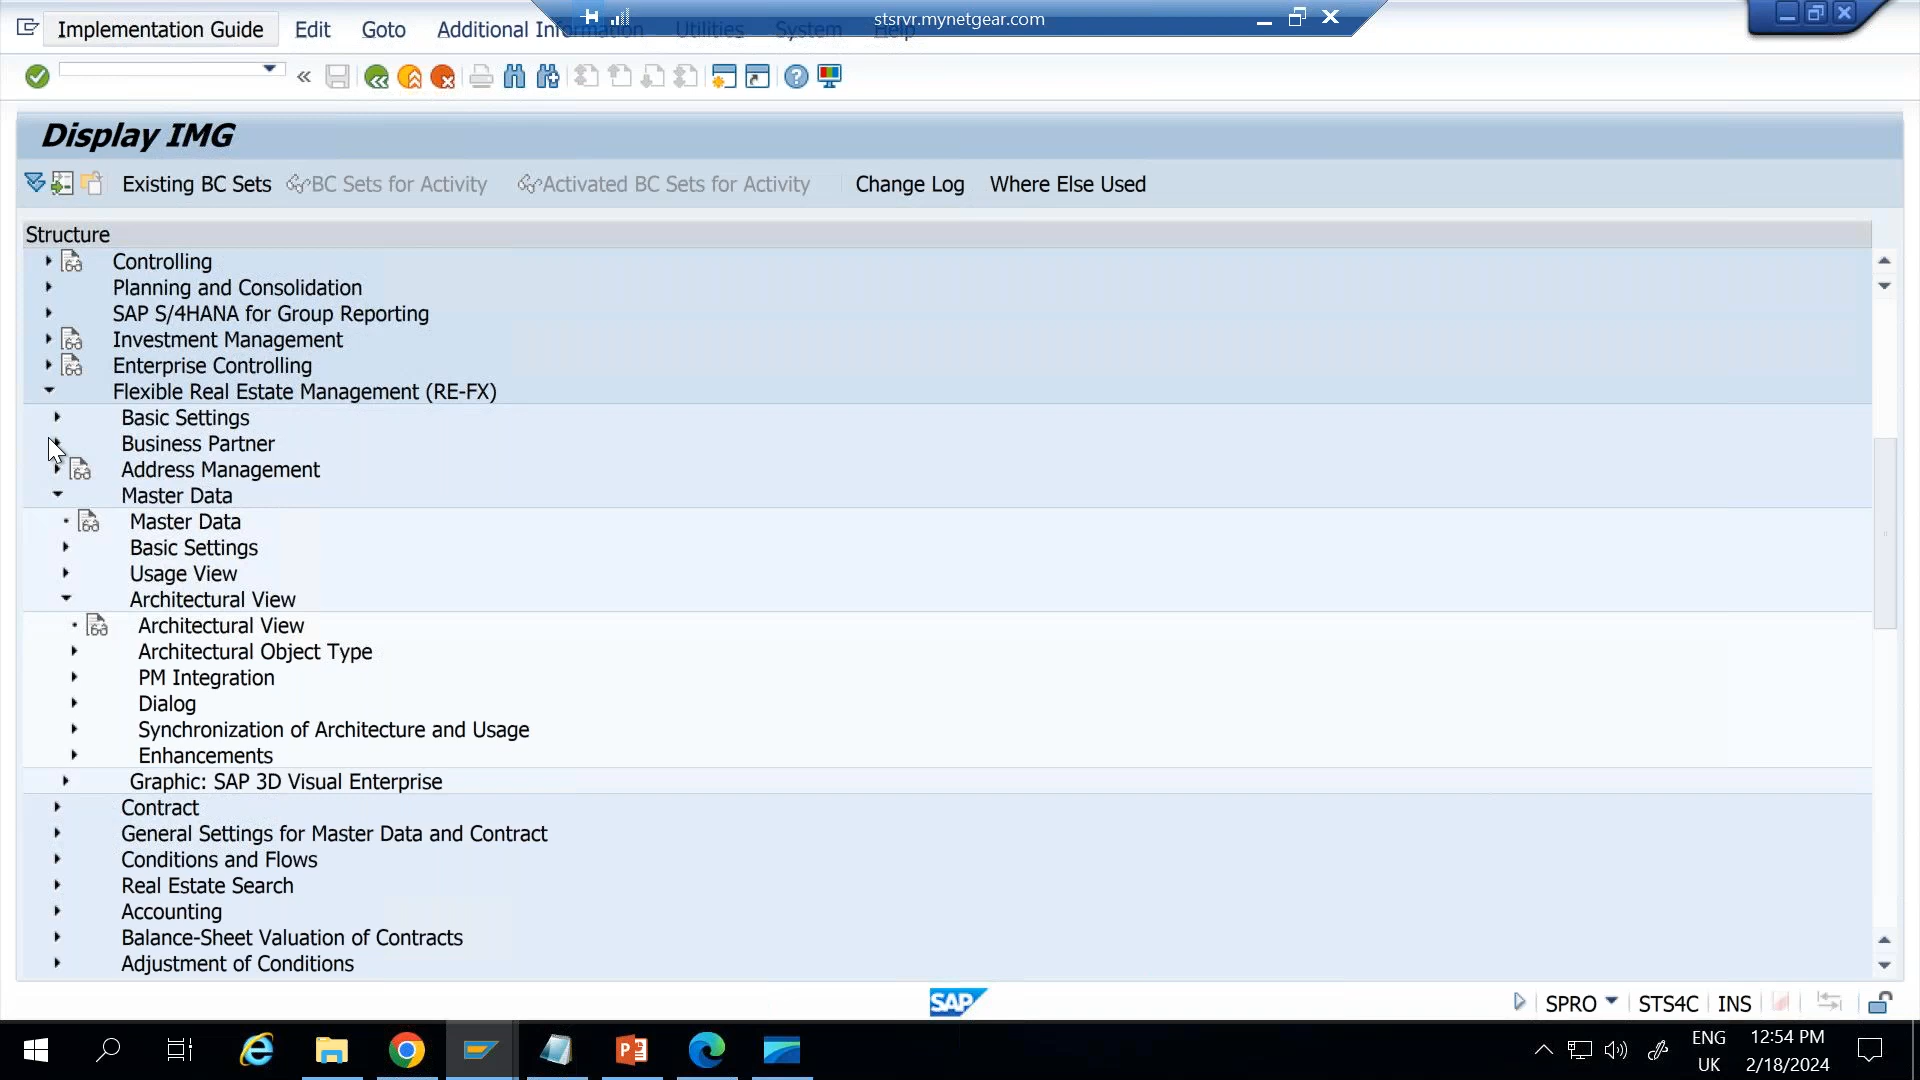 stsrvr.mynetgear.com
Implementation Guide Edit Goto Additional Information Utilities System Help
Display IMG
Existing BC Sets BC Sets for Activity Activated BC Sets for Activity Change Log Where Else Used
Structure
Controlling
Planning and Consolidation
SAP S/4HANA for Group Reporting
Investment Management
Enterprise Controlling
Flexible Real Estate Management (RE-FX)
Basic Settings
Business Partner
Address Management
Master Data
Master Data
Basic Settings
Usage View
Architectural View
Architectural View
Architectural Object Type
PM Integration
Dialog
Synchronization of Architecture and Usage
Enhancements
Graphic: SAP 3D Visual Enterprise
Contract
General Settings for Master Data and Contract
Conditions and Flows
Real Estate Search
Accounting
Balance-Sheet Valuation of Contracts
Adjustment of Conditions
SAP SPRO STS4C INS
ENG 12:54 PM
UK 2/18/2024